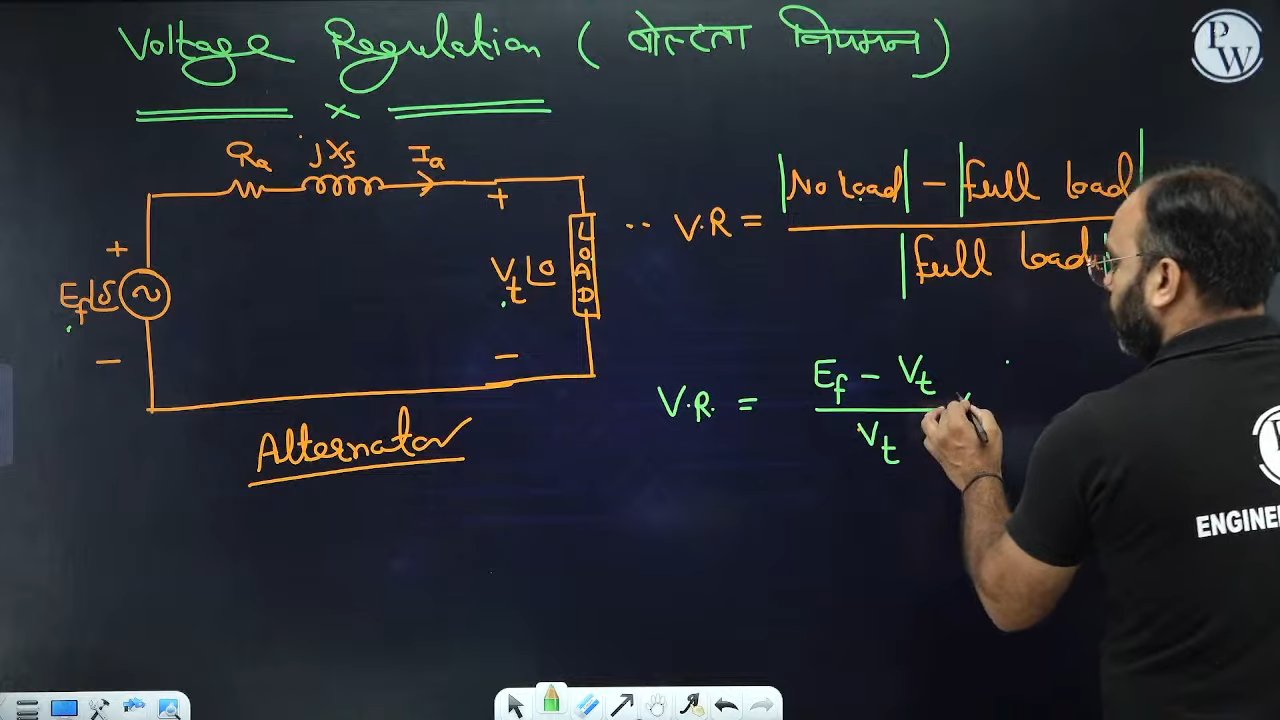 Voltage Regulation ( वोल्टता नियमन )
PW
Ra jXs Ia
+
Ef∠δ
+
−
Vt∠0
−
LOAD
Alternator
V.R = |No Load| − |Full Load|
|Full Load|
V.R. = Ef − Vt
Vt
ENGINE